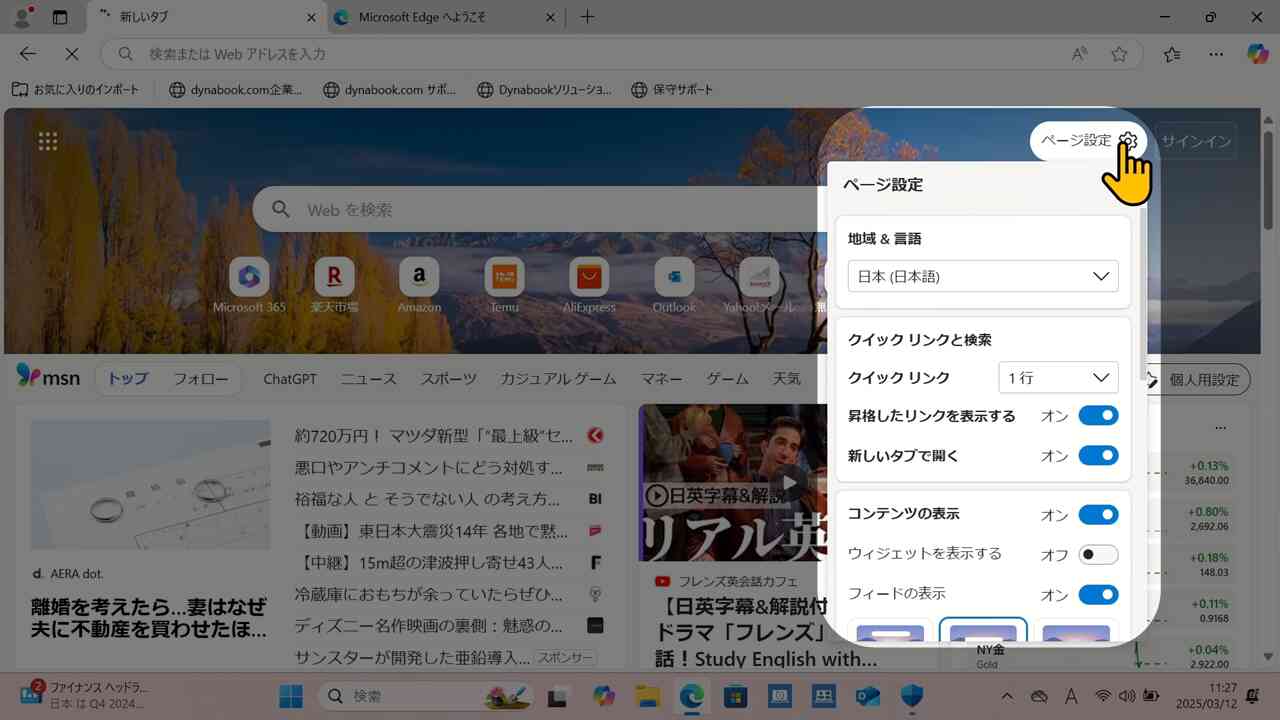 新しいタブ
Microsoft Edge へようこそ
検索または Web アドレスを入力
お気に入りのインポート
dynabook.com企業...
dynabook.com サポ...
Dynabookソリューショ...
保守サポート
ページ設定
サインイン
Web を検索
Microsoft 365
楽天市場
Amazon
Temu
AliExpress
Outlook
Yahoo!メール
ページ設定
地域 & 言語
日本 (日本語)
クイック リンクと検索
クイック リンク
1 行
昇格したリンクを表示する
オン
新しいタブで開く
オン
コンテンツの表示
オン
ウィジェットを表示する
オフ
フィードの表示
オン
msn
トップ
フォロー
ChatGPT
ニュース
スポーツ
カジュアル ゲーム
マネー
ゲーム
天気
個人用設定
d. AERA dot.
離婚を考えたら...妻はなぜ
夫に不動産を買わせたほ...
約720万円！ マツダ新型「"最上級"セ...
悪口やアンチコメントにどう対処す...
裕福な人 と そうでない人 の考え方...
BI
【動画】東日本大震災14年 各地で黙...
【中継】15m超の津波押し寄せ43人...
F
冷蔵庫におもちが余っていたらぜひ...
ディズニー名作映画の裏側：魅惑の...
サンスターが開発した亜鉛導入...
スポンサー
日英字幕&解説
リアル英
フレンズ英会話カフェ
【日英字幕&解説付
ドラマ「フレンズ」
話！Study English with...
+0.13%
36,840.00
+0.80%
2,692.06
+0.18%
148.03
+0.11%
0.9168
NY金
Gold
+0.04%
2,922.00
2
ファイナンス ヘッドラ...
日本 は Q4 2024...
検索
A
11:27
2025/03/12